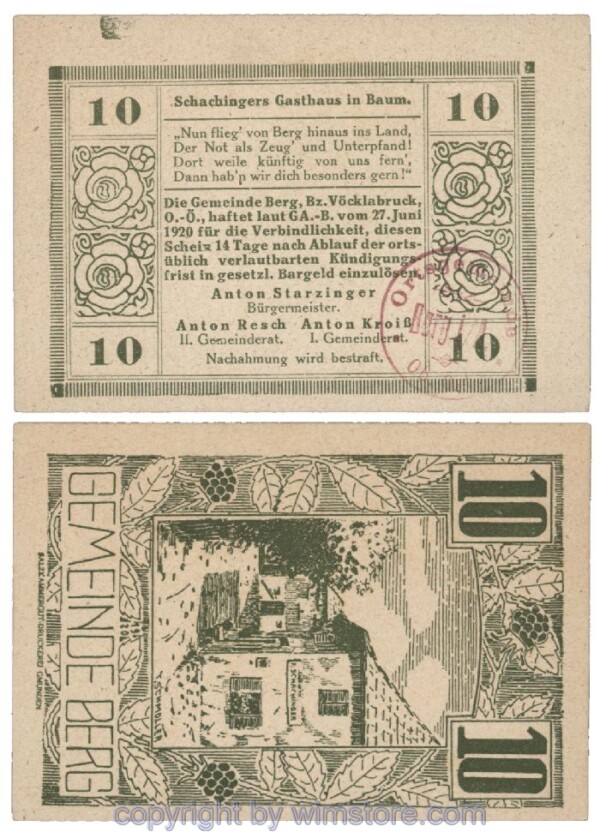 10
Schachingers Gasthaus in Baum.
10
„Nun flieg' von Berg hinaus ins Land,
Der Not als Zeug' und Unterpfand!
Dort weile künftig von uns fern',
Dann hab'p wir dich besonders gern!"
Die Gemeinde Berg, Bz. Vöcklabruck,
O.-Ö., haftet laut GA.-B. vom 27. Juni
1920 für die Verbindlichkeit, diesen
Schein 14 Tage nach Ablauf der orts-
üblich verlautbarten Kündigungs-
frist in gesetzl. Bargeld einzulösen.
Anton Starzinger
Bürgermeister.
Anton Resch Anton Kroiß
II. Gemeinderat. I. Gemeinderat.
Nachahmung wird bestraft.
10
10
GEMEINDE BERG
10
10
SALZKAMMERGUT-DRUCKEREI GMUNDEN
copyright by wimstore.com